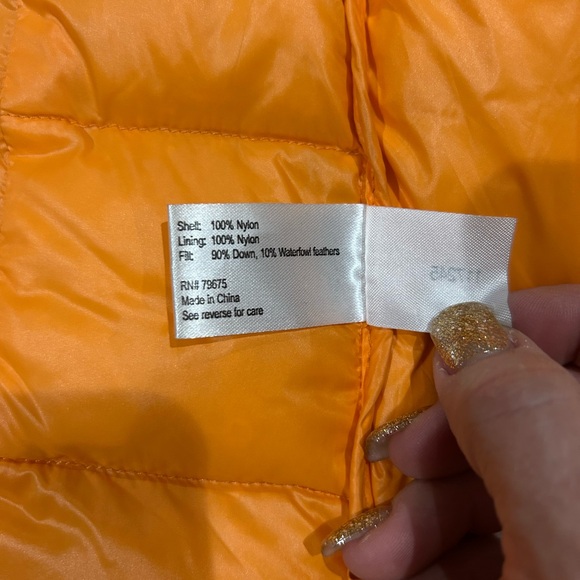 Shell: 100% Nylon
Lining: 100% Nylon
Fill: 90% Down, 10% Waterfowl feathers
RN# 79675
Made in China
See reverse for care
117245